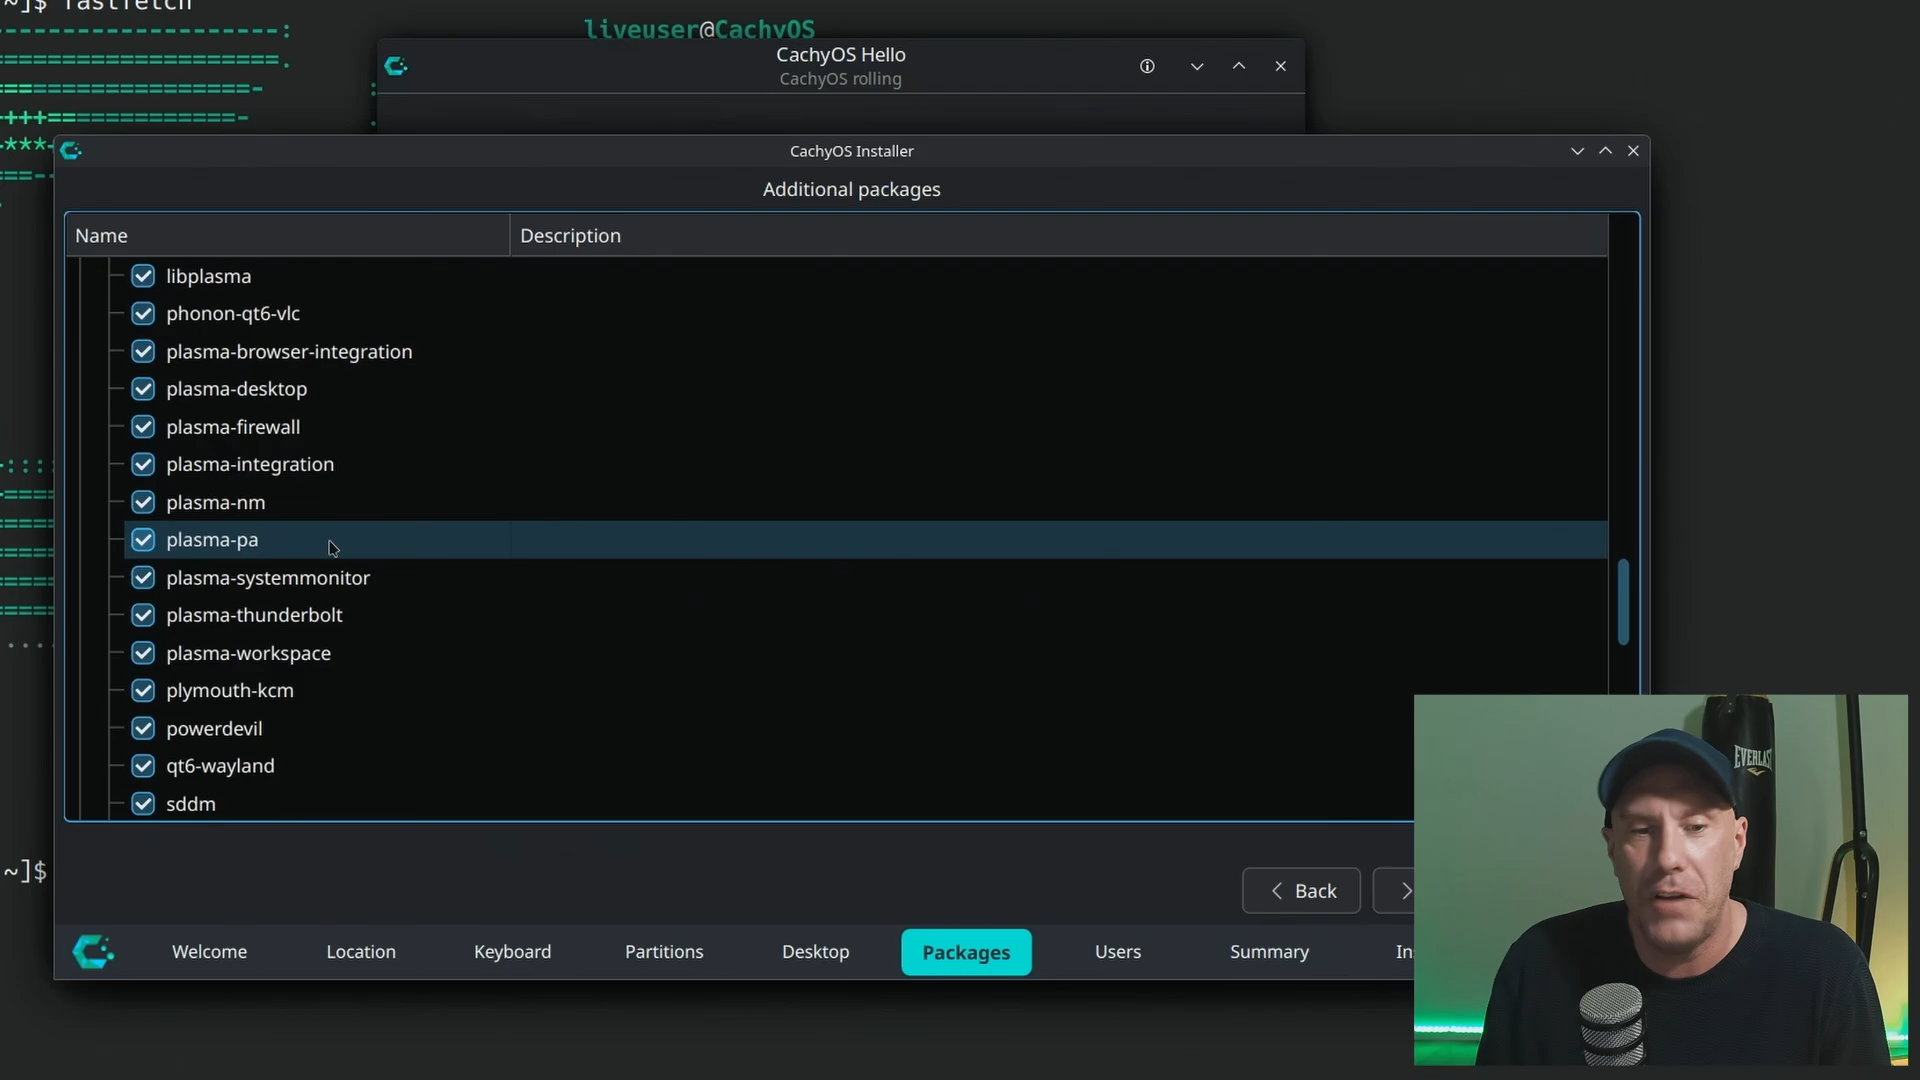 ~]$ fastfetch
liveuser@CachyOS
CachyOS Hello
CachyOS rolling
CachyOS Installer
Additional packages
Name
Description
libplasma
phonon-qt6-vlc
plasma-browser-integration
plasma-desktop
plasma-firewall
plasma-integration
plasma-nm
plasma-pa
plasma-systemmonitor
plasma-thunderbolt
plasma-workspace
plymouth-kcm
powerdevil
qt6-wayland
sddm
~]$
Back
Welcome
Location
Keyboard
Partitions
Desktop
Packages
Users
Summary
In
EVERLAST